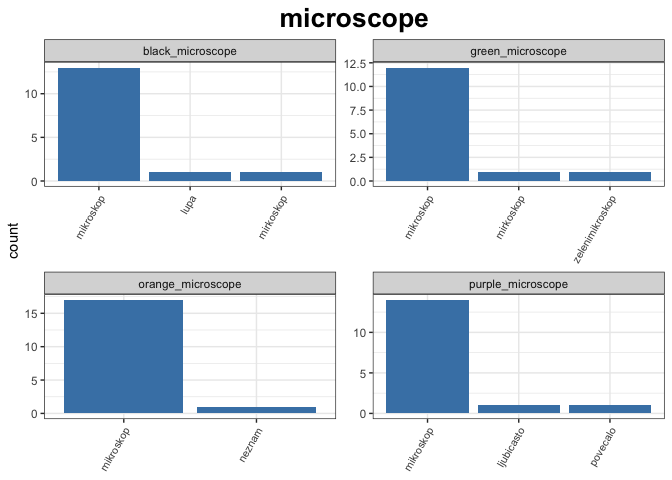 microscope
black_microscope
green_microscope
count
10
5
0
mikroskop
lupa
mirkoskop
12.5
10.0
7.5
5.0
2.5
0.0
mikroskop
mirkoskop
zelenimikroskop
orange_microscope
purple_microscope
15
10
5
0
mikroskop
neznam
10
5
0
mikroskop
ljubicasto
povecalo